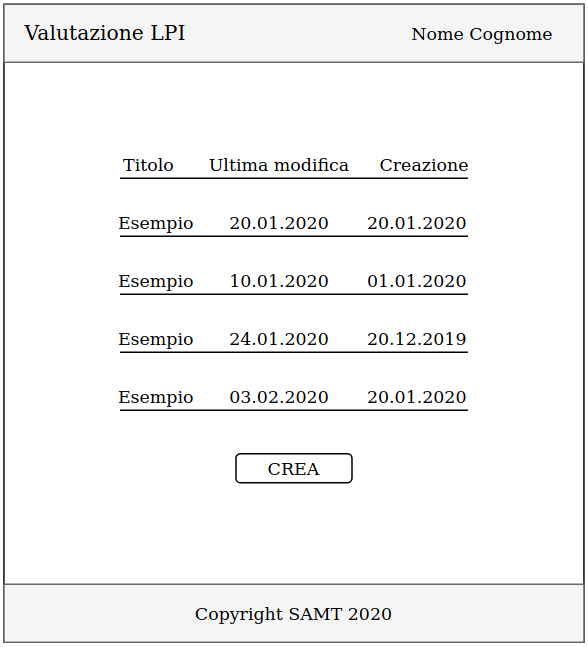 Valutazione LPI Nome Cognome
Titolo Ultima modifica Creazione
Esempio 20.01.2020 20.01.2020
Esempio 10.01.2020 01.01.2020
Esempio 24.01.2020 20.12.2019
Esempio 03.02.2020 20.01.2020
CREA
Copyright SAMT 2020